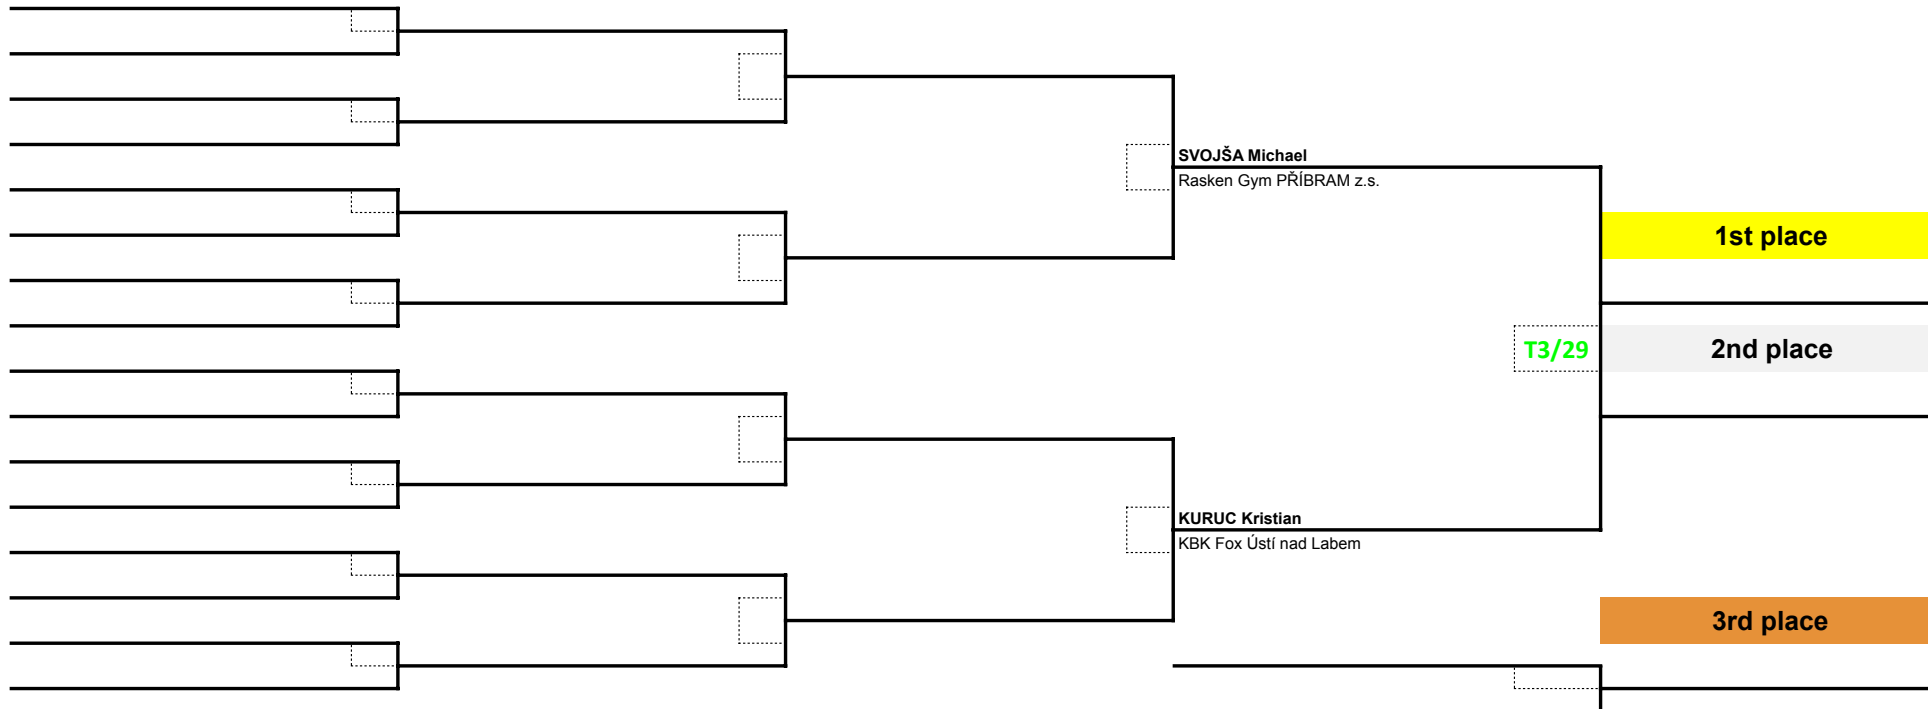 SVOJŠA Michael
Rasken Gym PŘÍBRAM z.s.
1st place
T3/29
2nd place
KURUC Kristian
KBK Fox Ústí nad Labem
3rd place